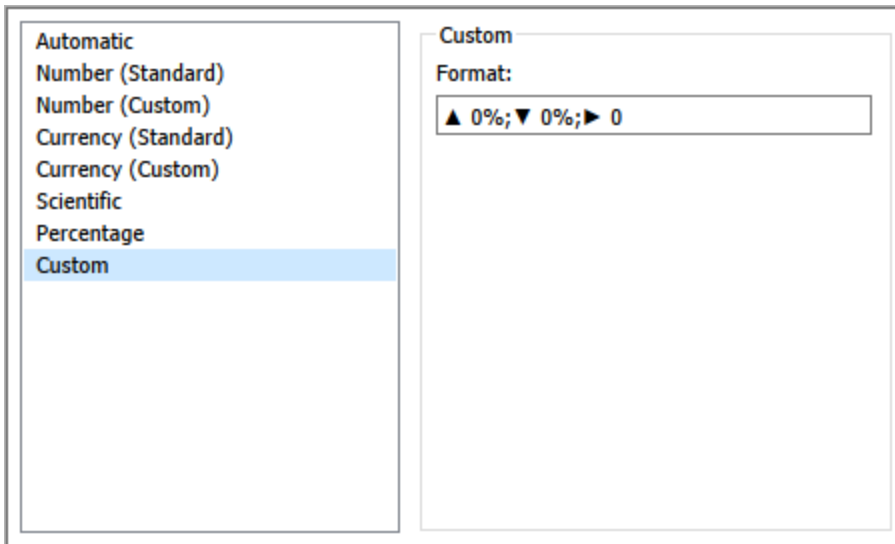 Automatic
Number (Standard)
Number (Custom)
Currency (Standard)
Currency (Custom)
Scientific
Percentage
Custom
Custom
Format:
▲ 0%;▼ 0%;► 0